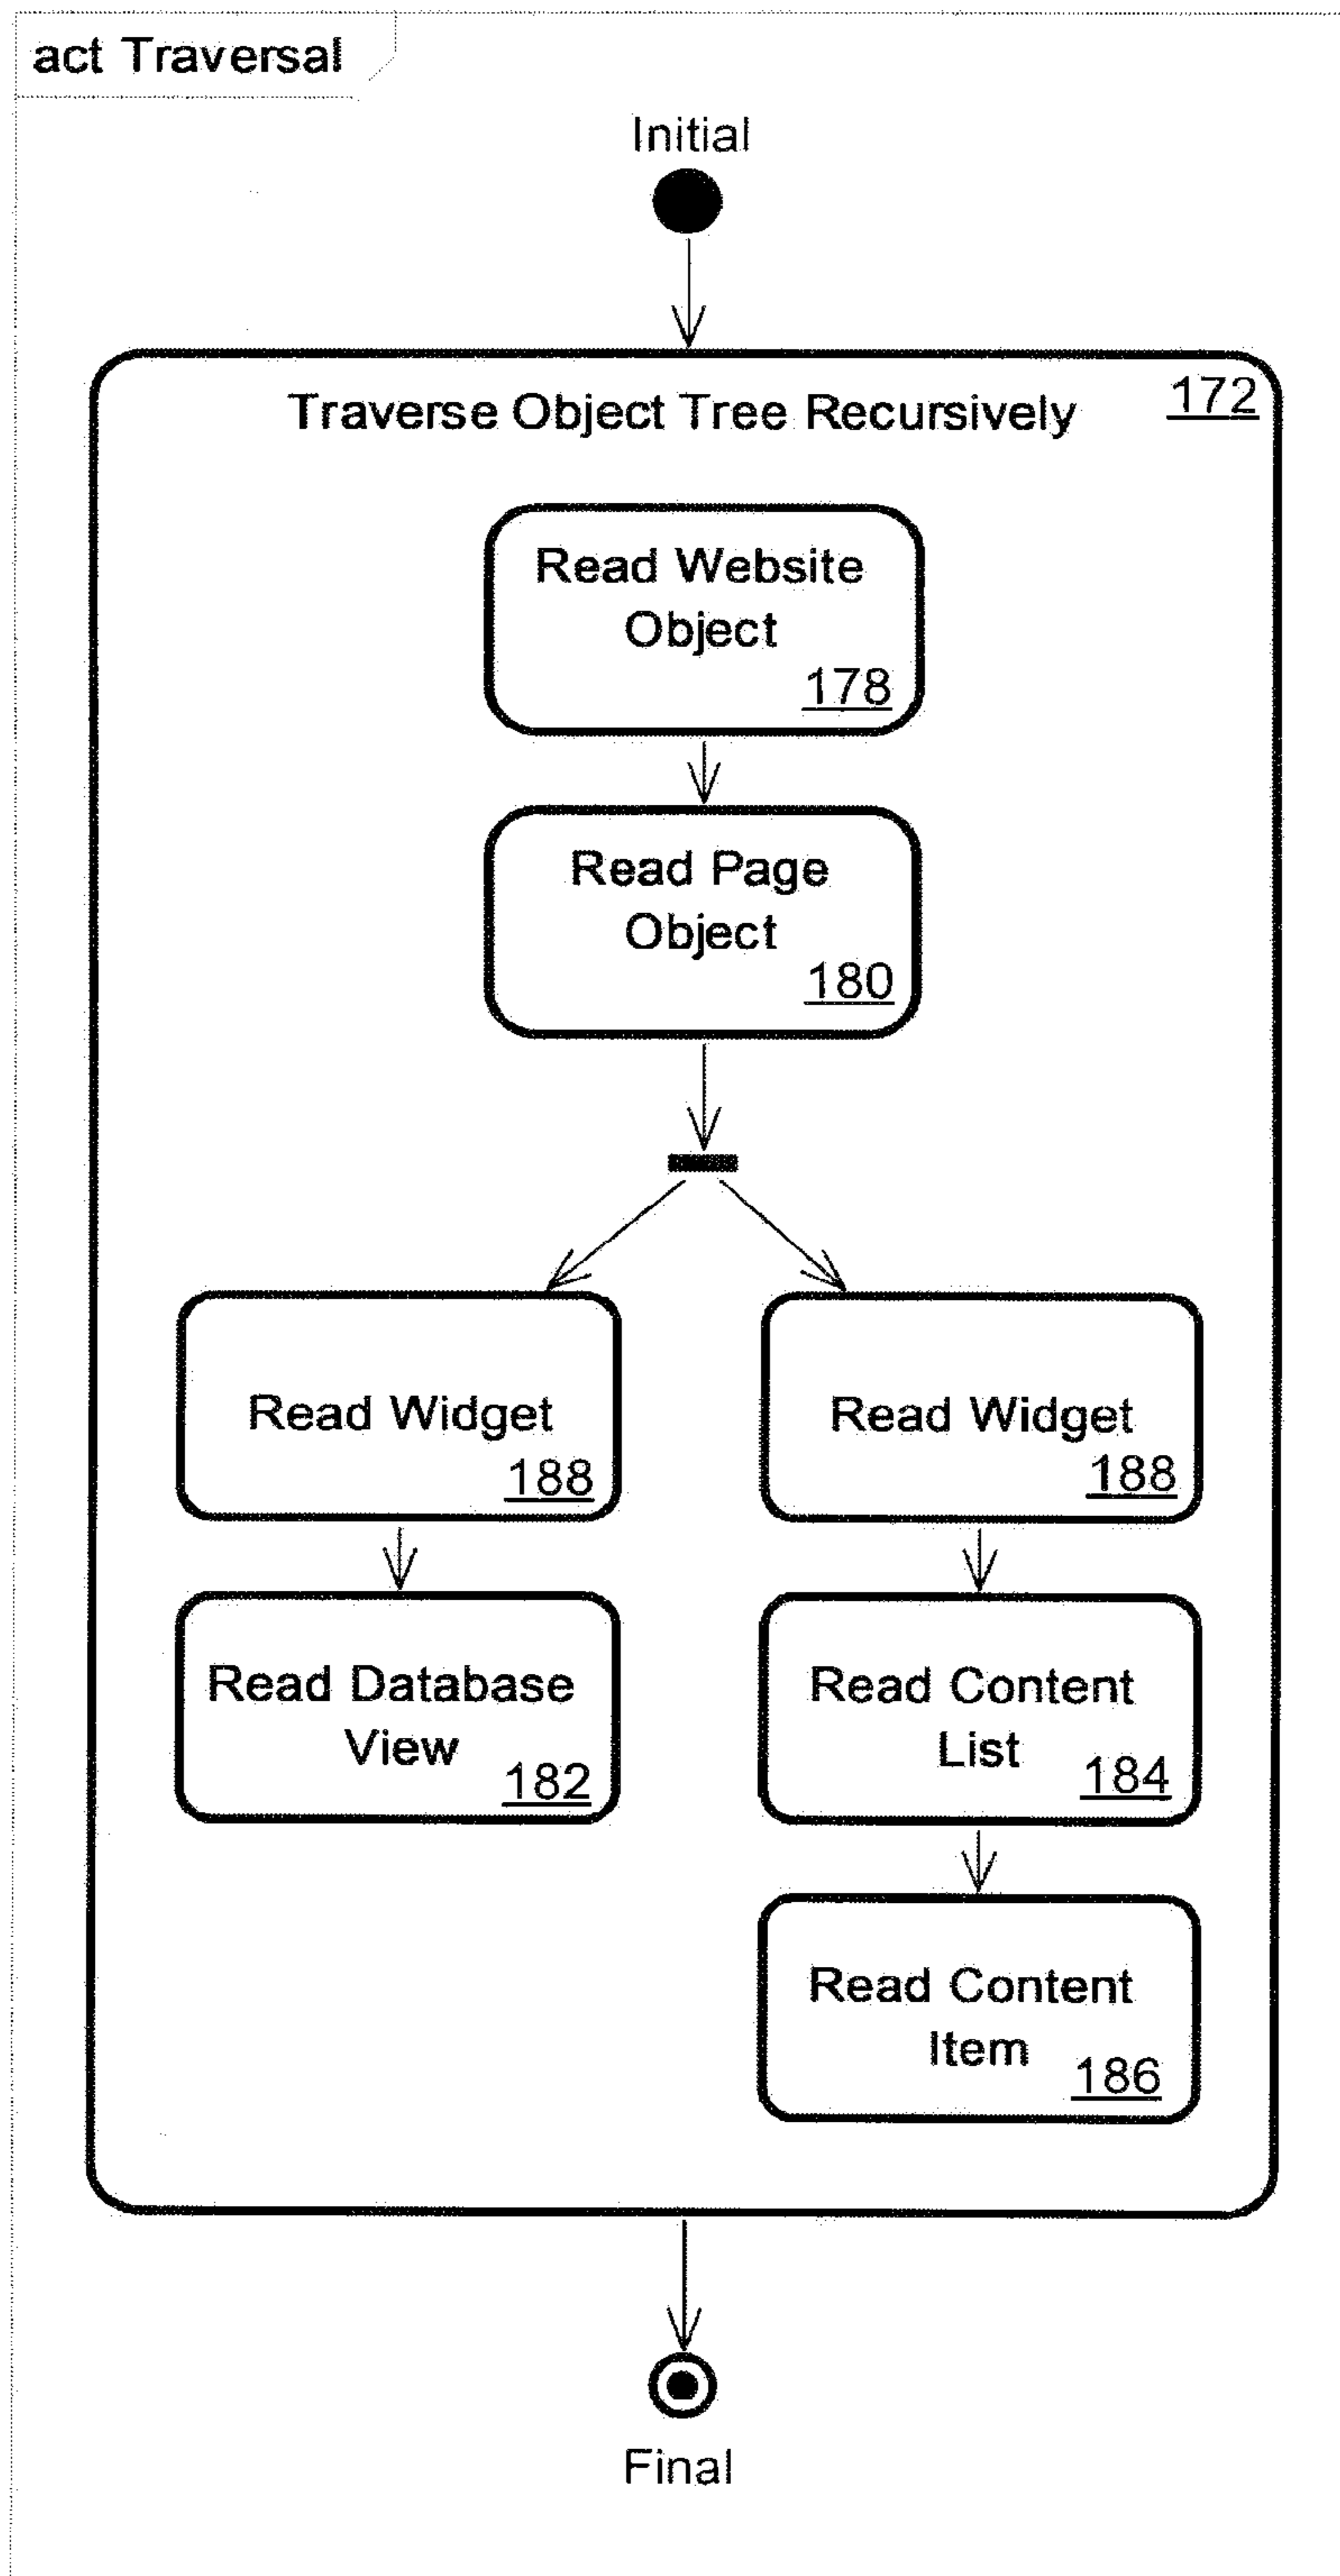 act Traversal
Initial
Traverse Object Tree Recursively
172
Read Website
Object
178
Read Page
Object
180
Read Widget
188
Read Widget
188
Read Database
View
182
Read Content
List
184
Read Content
Item
186
Final